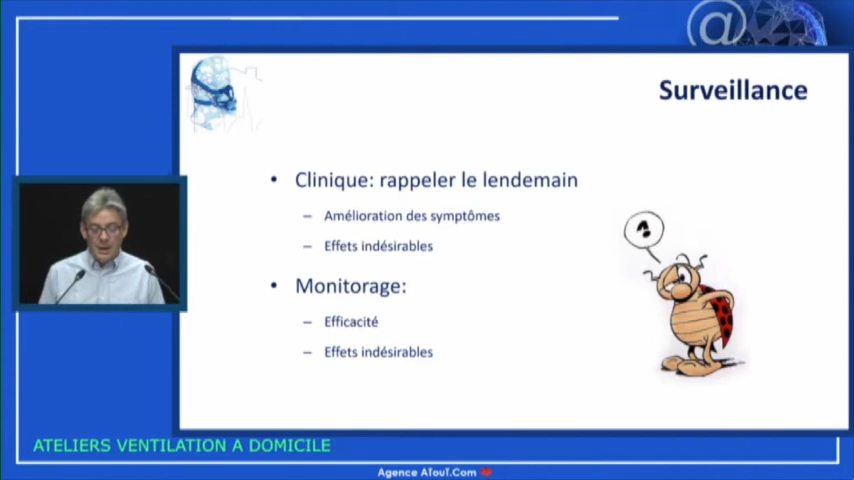 @
Surveillance
• Clinique: rappeler le lendemain
– Amélioration des symptômes
– Effets indésirables
?
• Monitorage:
– Efficacité
– Effets indésirables
ATELIERS VENTILATION A DOMICILE
Agence ATouT.Com